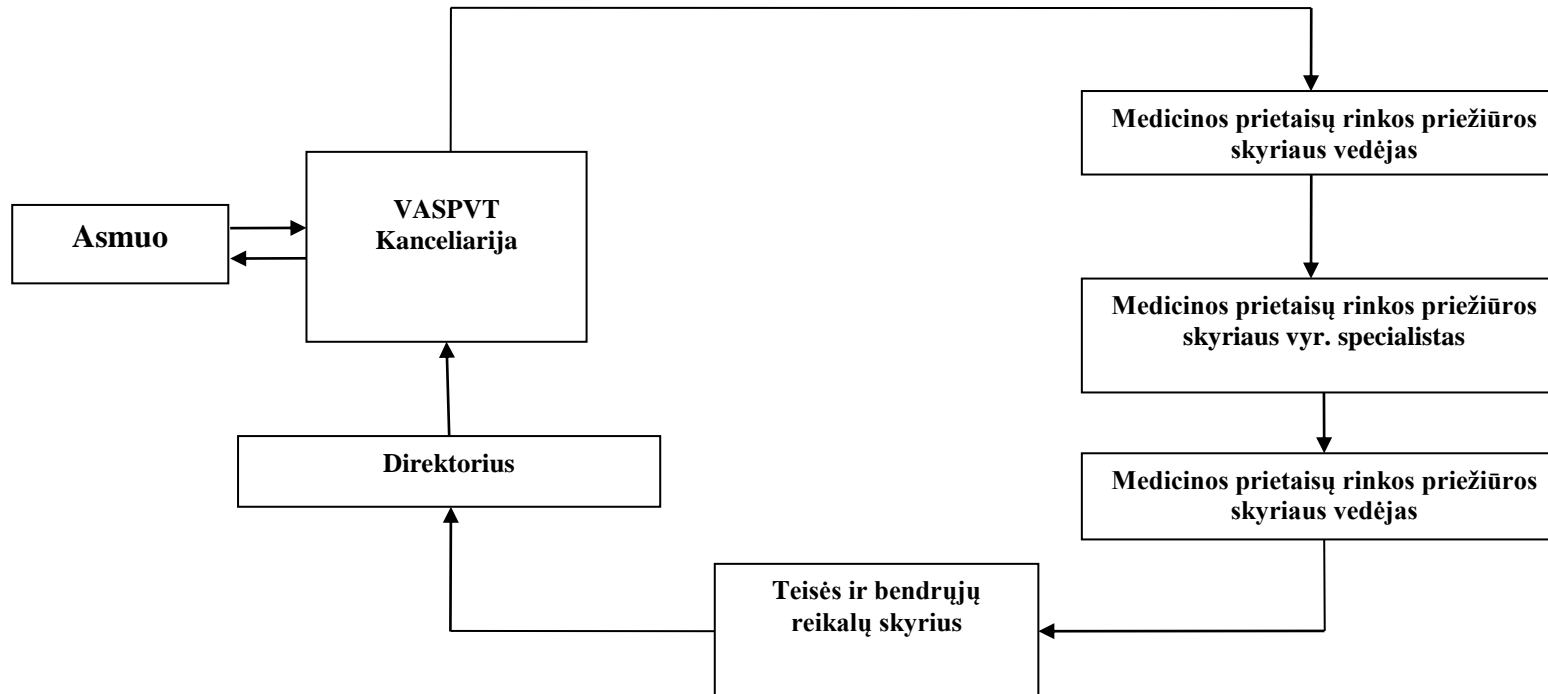 Medicinos prietaisų rinkos priežiūros
skyriaus vedėjas
VASPVT
Kanceliarija
Asmuo
Medicinos prietaisų rinkos priežiūros
skyriaus vyr. specialistas
Direktorius
Medicinos prietaisų rinkos priežiūros
skyriaus vedėjas
Teisės ir bendrųjų
reikalų skyrius